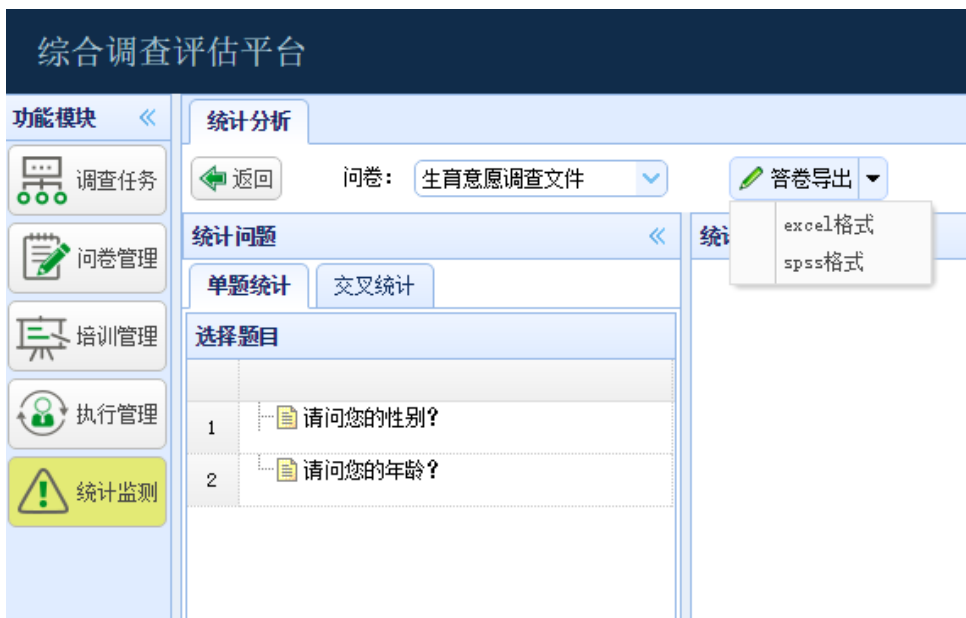 综合调查评估平台
功能模块
统计分析
调查任务
返回 问卷： 生育意愿调查文件 答卷导出
excel格式
spss格式
问卷管理
统计问题
单题统计 交叉统计
培训管理
选择题目
执行管理
1 请问您的性别?
2 请问您的年龄?
统计监测